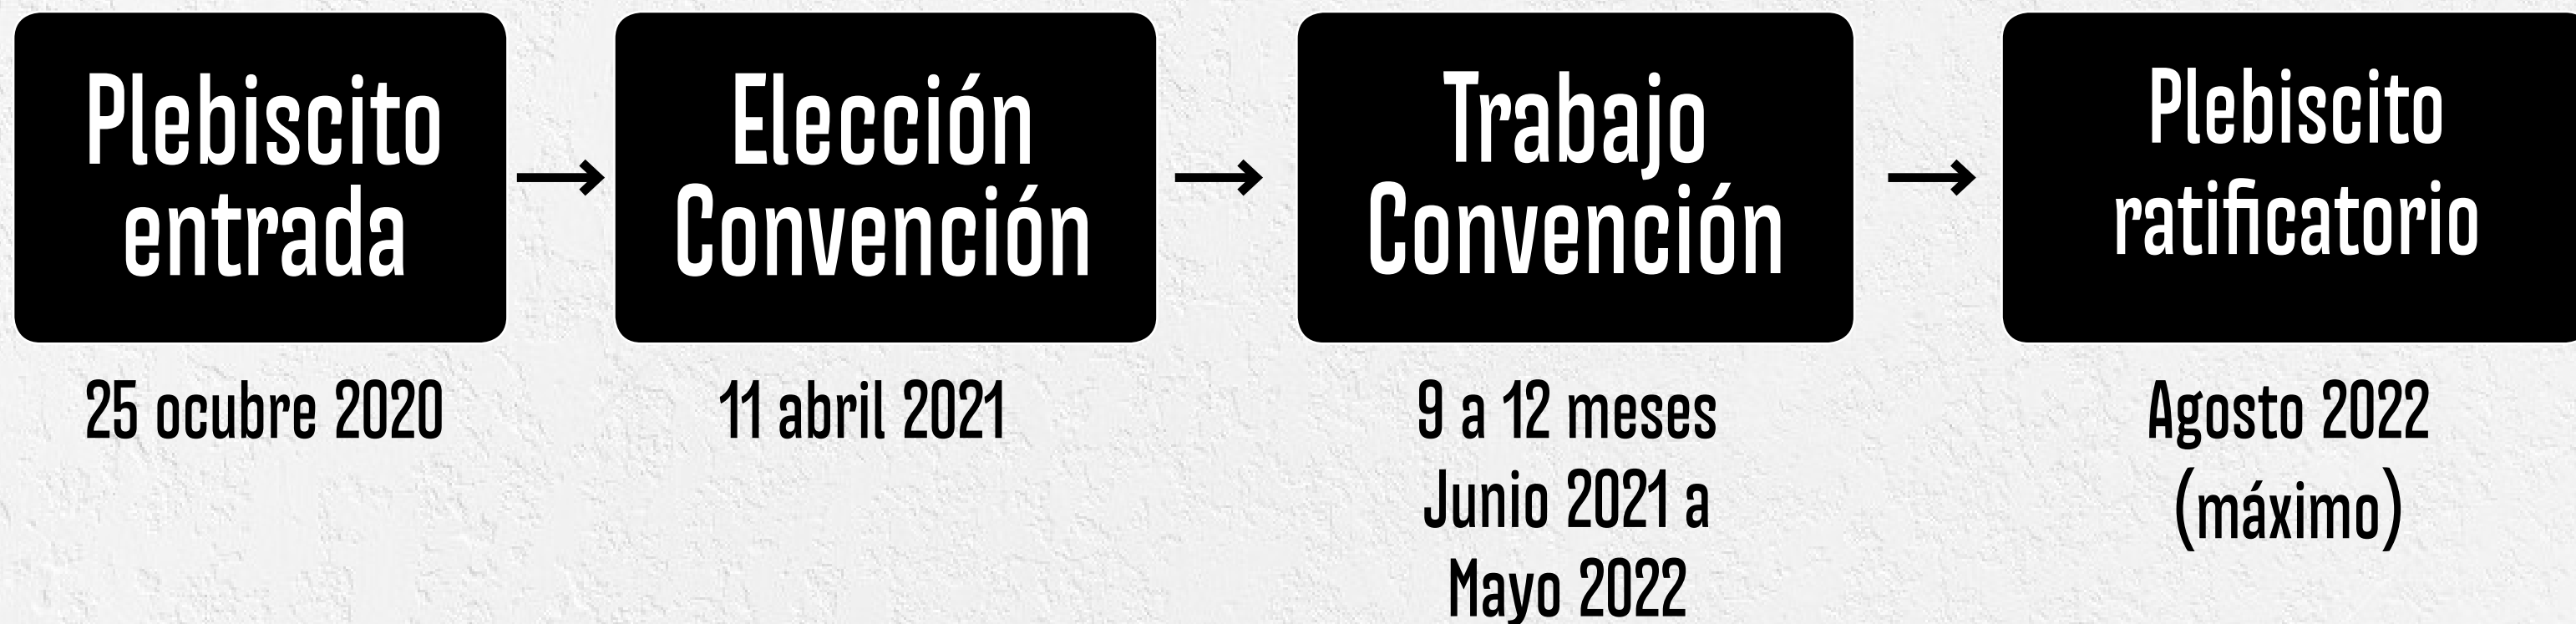 Plebiscito
entrada
25 ocubre 2020
Elección
Convención
11 abril 2021
Trabajo
Convención
9 a 12 meses
Junio 2021 a
Mayo 2022
Plebiscito
ratificatorio
Agosto 2022
(máximo)